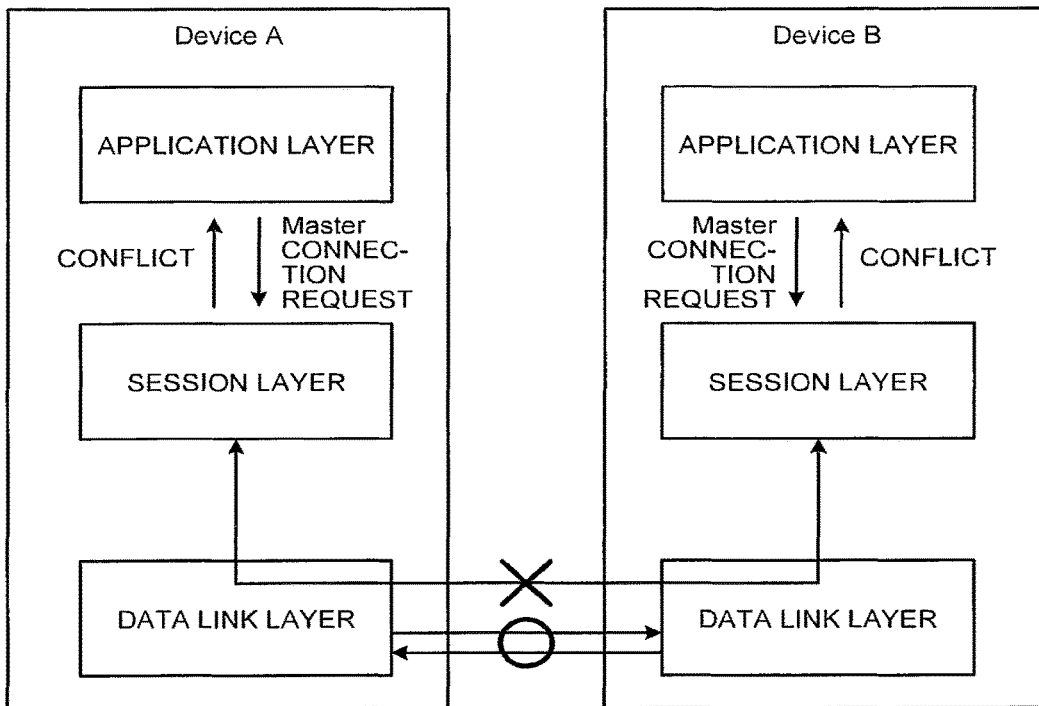 Device A
APPLICATION LAYER
CONFLICT
Master
CONNEC-
TION
REQUEST
SESSION LAYER
DATA LINK LAYER
Device B
APPLICATION LAYER
Master
CONNEC-
TION
REQUEST
CONFLICT
SESSION LAYER
DATA LINK LAYER